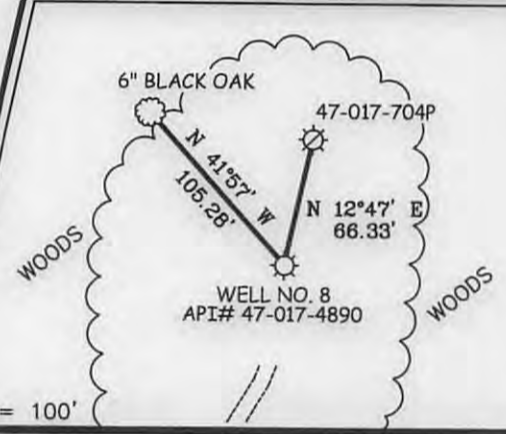 6" BLACK OAK
47-017-704P
N 41°57' W
105.28'
N 12°47' E
66.33'
WOODS
WOODS
WELL NO. 8
API# 47-017-4890
= 100'